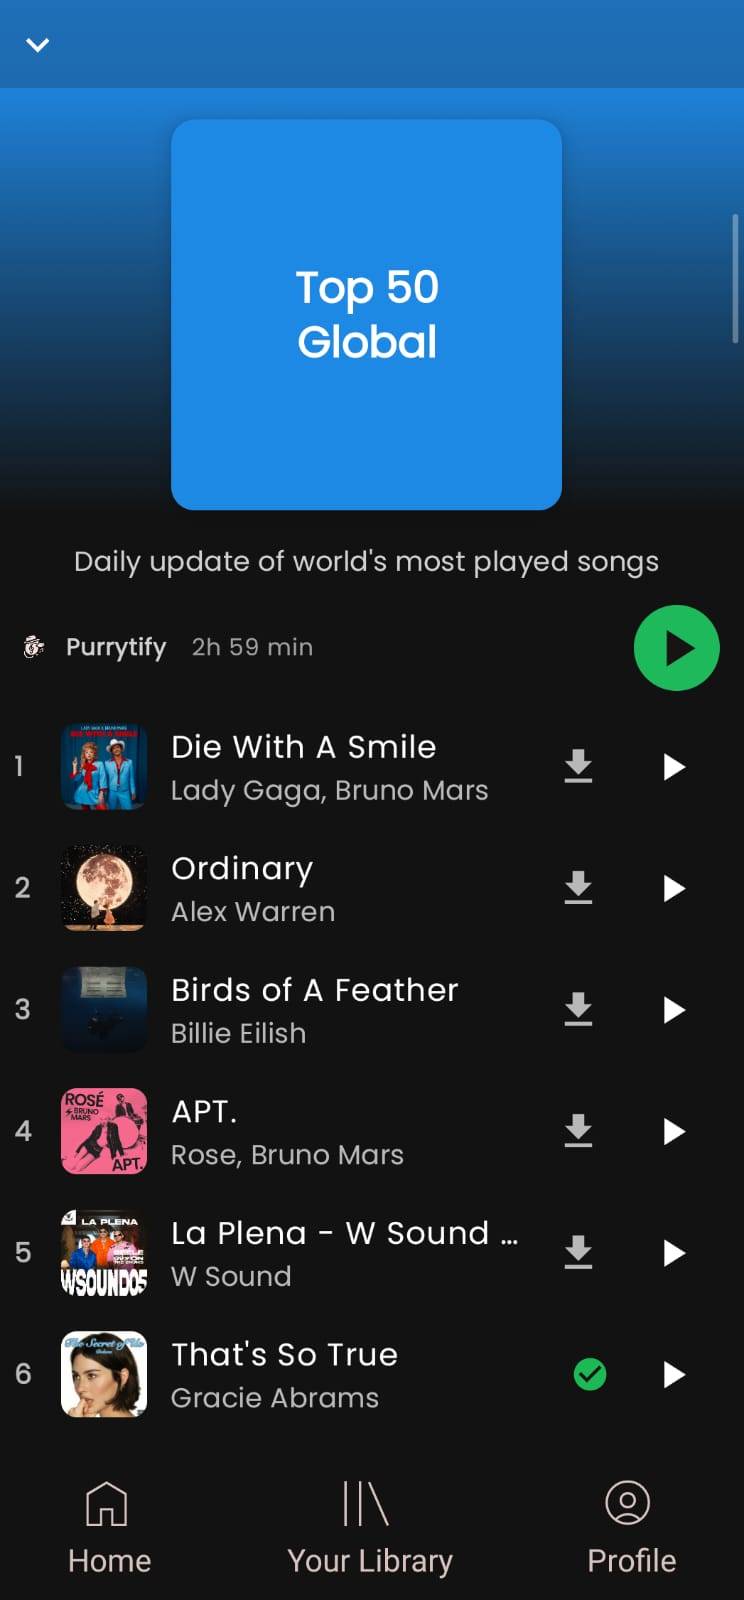 Top 50
Global
Daily update of world's most played songs
Purrytify 2h 59 min
1
Die With A Smile
Lady Gaga, Bruno Mars
2
Ordinary
Alex Warren
3
Birds of A Feather
Billie Eilish
ROSÉ
BRUNO
MARS
APT.
4
APT.
Rose, Bruno Mars
LA PLENA
WSOUND05
5
La Plena - W Sound ...
W Sound
The Secret of Us
6
That's So True
Gracie Abrams
Home
Your Library
Profile